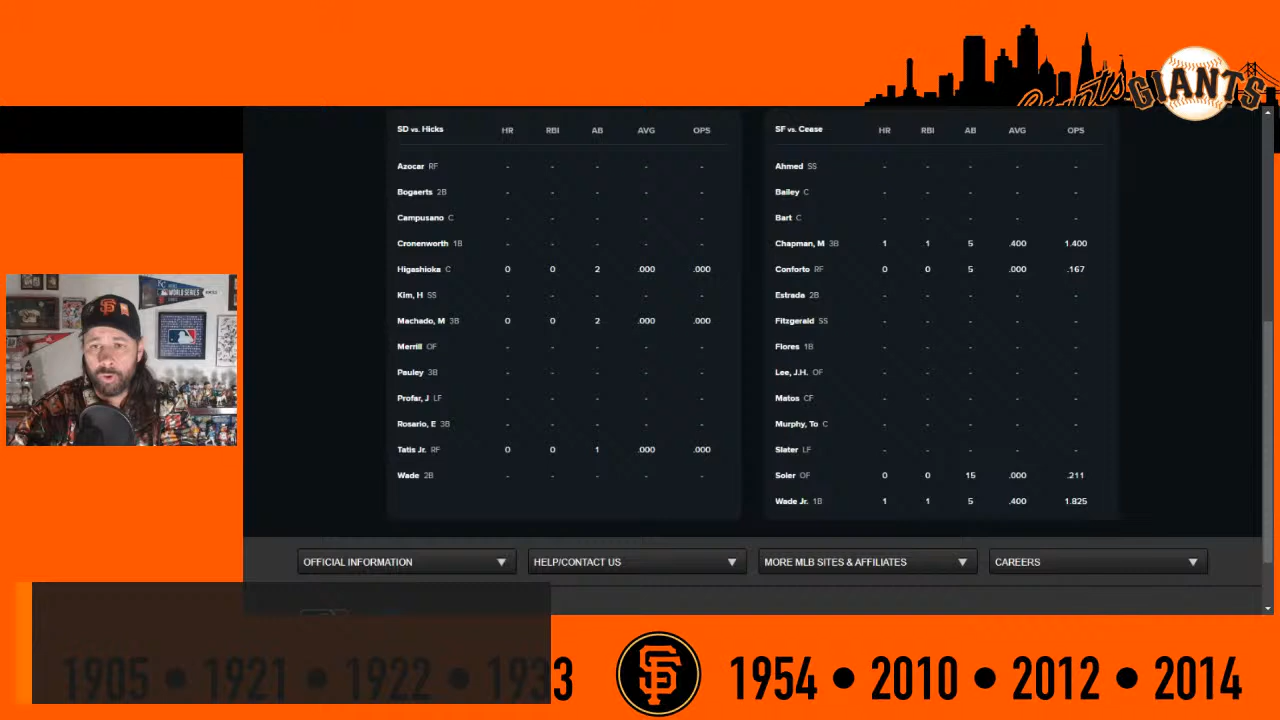 GIANTS
SD vs. Hicks HR RBI AB AVG OPS
Azocar RF - - - - -
Bogaerts 2B - - - - -
Campusano C - - - - -
Cronenworth 1B - - - - -
Higashioka C 0 0 2 .000 .000
Kim, H SS - - - - -
Machado, M 3B 0 0 2 .000 .000
Merrill OF - - - - -
Pauley 3B - - - - -
Profar, J LF - - - - -
Rosario, E 3B - - - - -
Tatis Jr. RF 0 0 1 .000 .000
Wade 2B - - - - -
SF vs. Cease HR RBI AB AVG OPS
Ahmed SS - - - - -
Bailey C - - - - -
Bart C - - - - -
Chapman, M 3B 1 1 5 .400 1.400
Conforto RF 0 0 5 .000 .167
Estrada 2B - - - - -
Fitzgerald SS - - - - -
Flores 1B - - - - -
Lee, J.H. OF - - - - -
Matos CF - - - - -
Murphy, To C - - - - -
Slater LF - - - - -
Soler OF 0 0 15 .000 .211
Wade Jr. 1B 1 1 5 .400 1.825
WORLD SERIES
OFFICIAL INFORMATION HELP/CONTACT US MORE MLB SITES & AFFILIATES CAREERS
1905 • 1921 • 1922 • 1933 SF 1954 • 2010 • 2012 • 2014